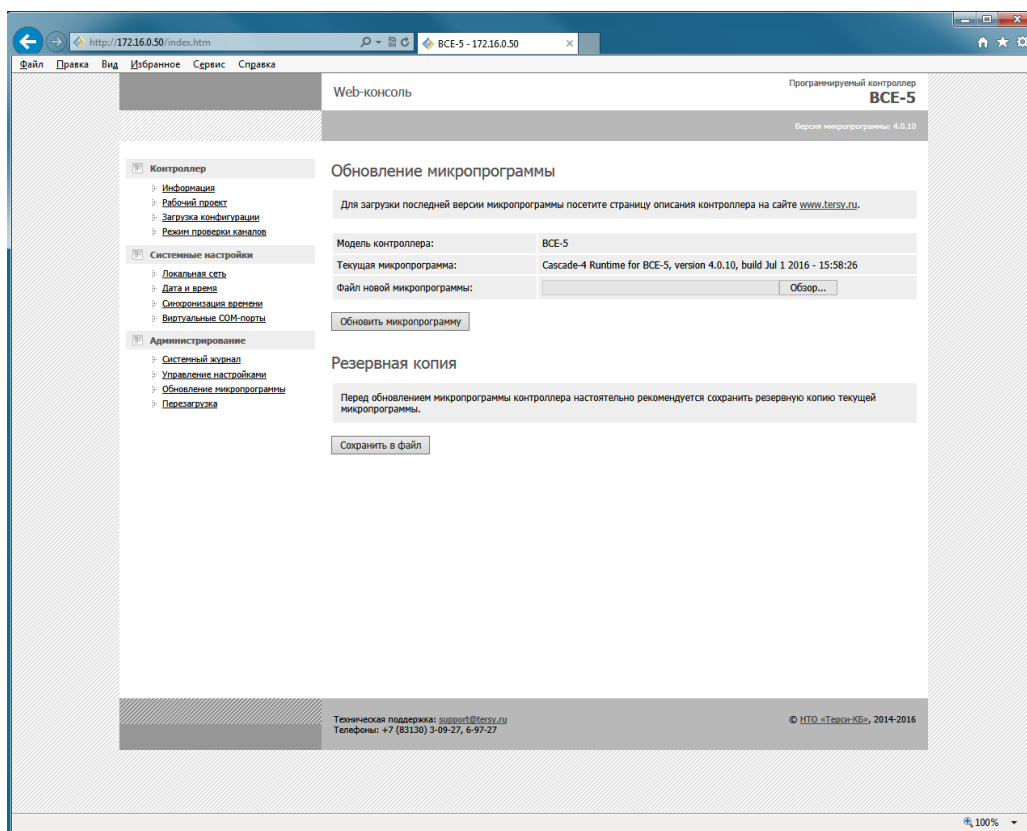 http://172.16.0.50/index.htm
BCE-5 - 172.16.0.50
Файл Правка Вид Избранное Сервис Справка
Web-консоль
Программируемый контроллер
BCE-5
Версия микропрограммы: 4.0.10
Контроллер
Информация
Рабочий проект
Загрузка конфигурации
Режим проверки каналов
Системные настройки
Локальная сеть
Дата и время
Синхронизация времени
Виртуальные COM-порты
Администрирование
Системный журнал
Управление настройками
Обновление микропрограммы
Перезагрузка
Обновление микропрограммы
Для загрузки последней версии микропрограммы посетите страницу описания контроллера на сайте www.tersy.ru.
Модель контроллера: BCE-5
Текущая микропрограмма: Cascade-4 Runtime for BCE-5, version 4.0.10, build Jul 1 2016 - 15:58:26
Файл новой микропрограммы: Обзор...
Обновить микропрограмму
Резервная копия
Перед обновлением микропрограммы контроллера настоятельно рекомендуется сохранить резервную копию текущей
микропрограммы.
Сохранить в файл
Техническая поддержка: support@tersy.ru
Телефоны: +7 (83130) 3-09-27, 6-97-27
© НТО «Терси-КБ», 2014-2016
100%